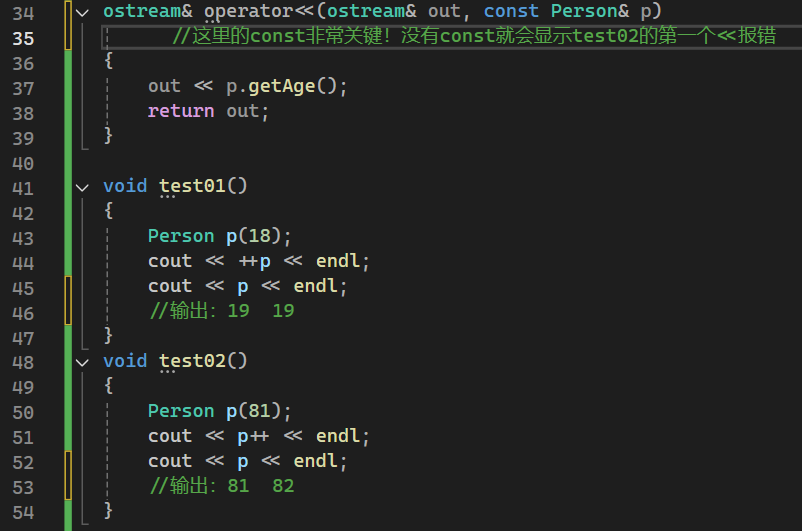 34 ostream& operator<<(ostream& out, const Person& p)
35 //这里的const非常关键！没有const就会显示test02的第一个<<报错
36 {
37 out << p.getAge();
38 return out;
39 }
40
41 void test01()
42 {
43 Person p(18);
44 cout << ++p << endl;
45 cout << p << endl;
46 //输出：19  19
47 }
48 void test02()
49 {
50 Person p(81);
51 cout << p++ << endl;
52 cout << p << endl;
53 //输出：81  82
54 }